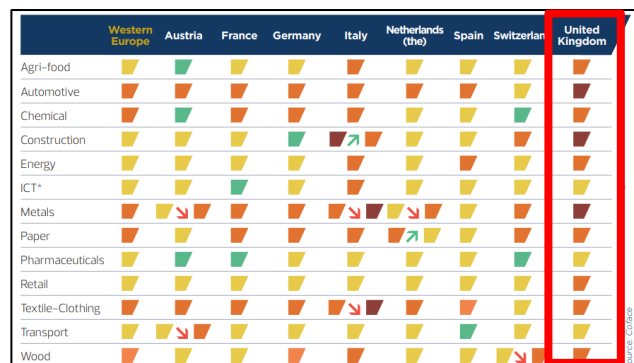 Western Europe Austria France Germany Italy Netherlands (the) Spain Switzerland United Kingdom
Agri-food
Automotive
Chemical
Construction
Energy
ICT*
Metals
Paper
Pharmaceuticals
Retail
Textile-Clothing
Transport
Wood
Source: Coface